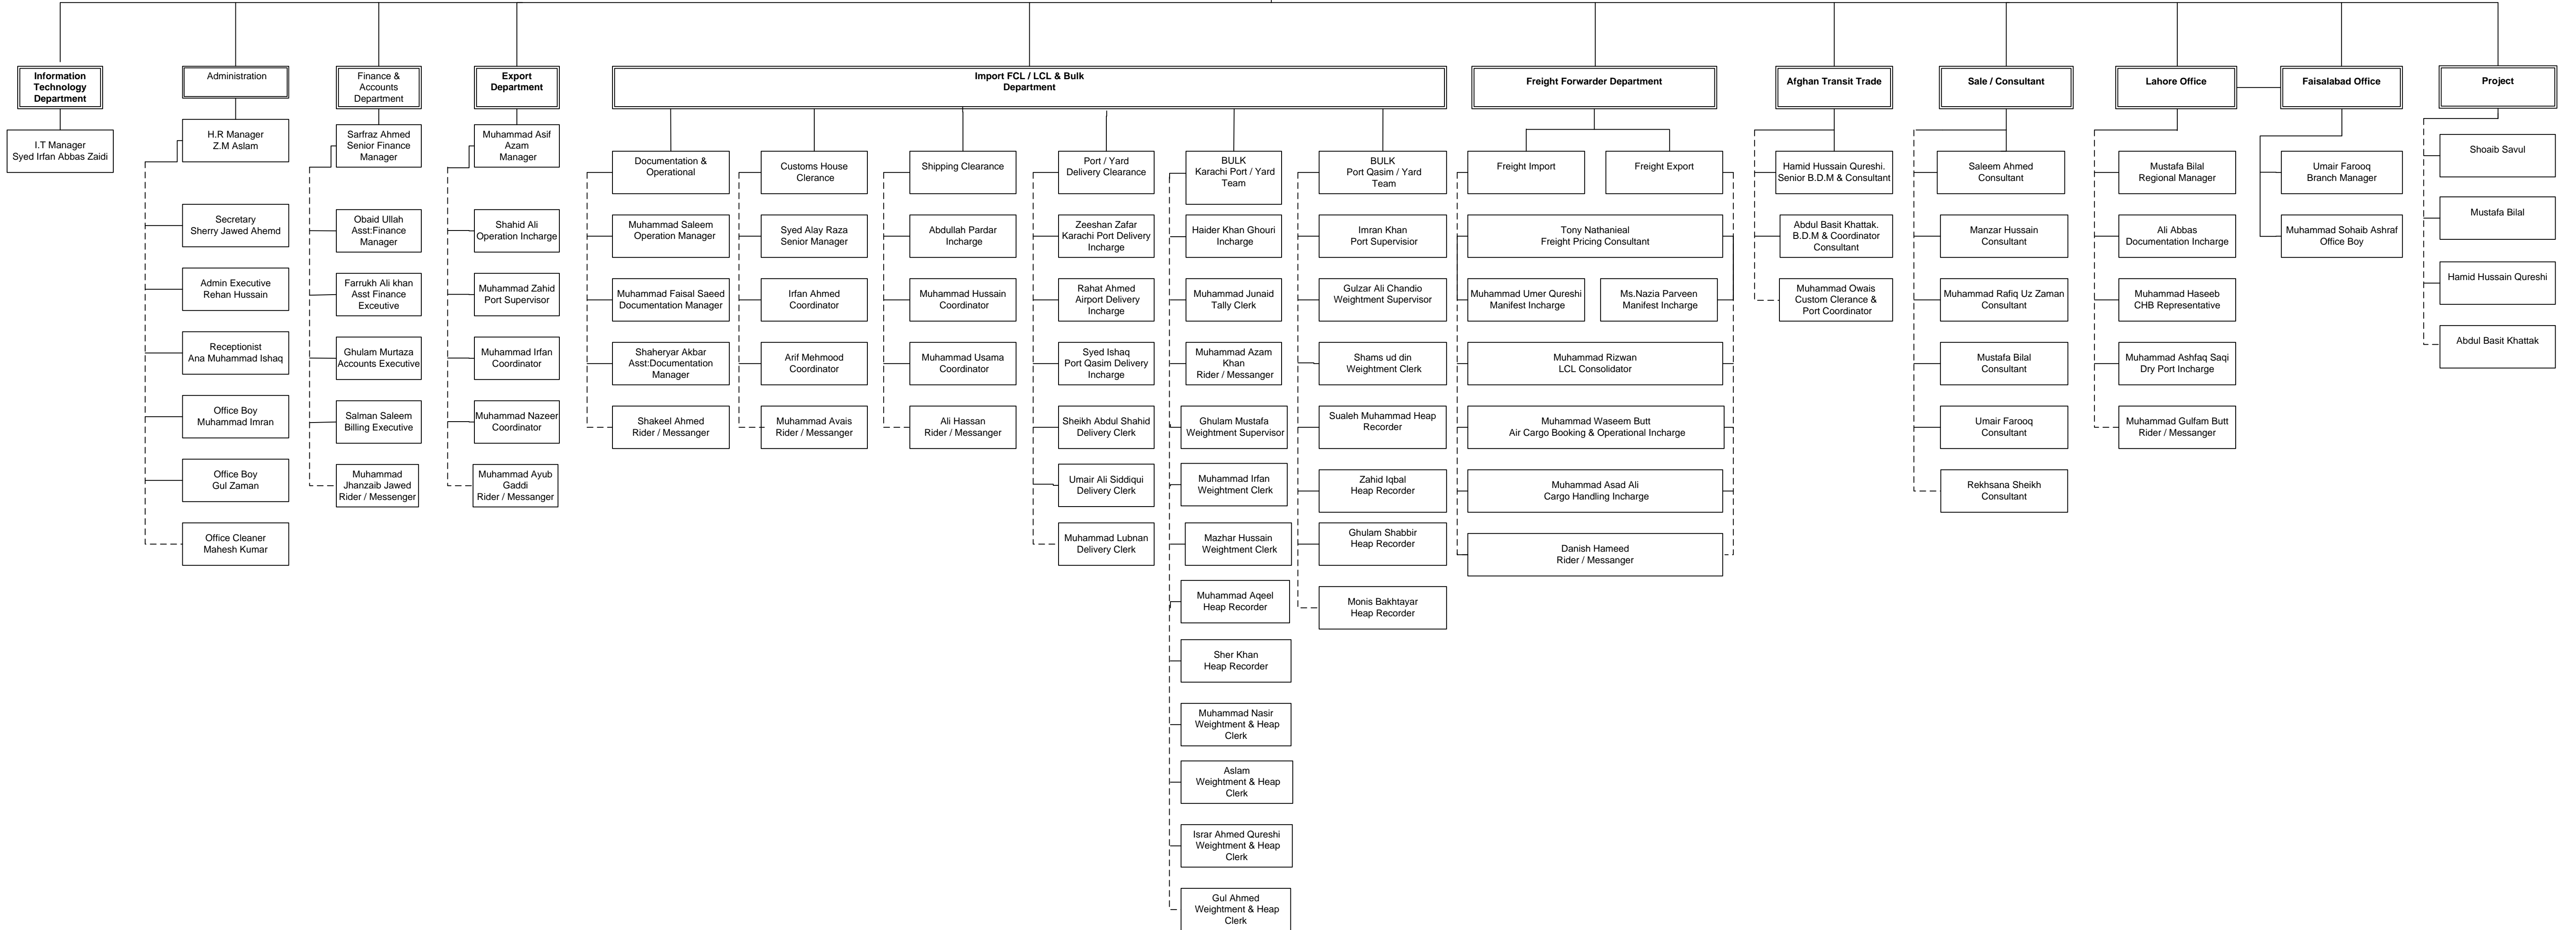 Information
Technology
Department
I.T Manager
Syed Irfan Abbas Zaidi
Administration
H.R Manager
Z.M Aslam
Secretary
Sherry Jawed Ahemd
Admin Executive
Rehan Hussain
Receptionist
Ana Muhammad Ishaq
Office Boy
Muhammad Imran
Office Boy
Gul Zaman
Office Cleaner
Mahesh Kumar
Finance &
Accounts
Department
Sarfraz Ahmed
Senior Finance
Manager
Obaid Ullah
Asst:Finance
Manager
Farrukh Ali khan
Asst Finance
Exceutive
Ghulam Murtaza
Accounts Executive
Salman Saleem
Billing Executive
Muhammad
Jhanzaib Jawed
Rider / Messenger
Export
Department
Muhammad Asif
Azam
Manager
Shahid Ali
Operation Incharge
Muhammad Zahid
Port Supervisor
Muhammad Irfan
Coordinator
Muhammad Nazeer
Coordinator
Muhammad Ayub
Gaddi
Rider / Messanger
Import FCL / LCL & Bulk
Department
Documentation &
Operational
Muhammad Saleem
Operation Manager
Muhammad Faisal Saeed
Documentation Manager
Shaheryar Akbar
Asst:Documentation
Manager
Shakeel Ahmed
Rider / Messanger
Customs House
Clerance
Syed Alay Raza
Senior Manager
Irfan Ahmed
Coordinator
Arif Mehmood
Coordinator
Muhammad Avais
Rider / Messanger
Shipping Clearance
Abdullah Pardar
Incharge
Muhammad Hussain
Coordinator
Muhammad Usama
Coordinator
Ali Hassan
Rider / Messanger
Port / Yard
Delivery Clearance
Zeeshan Zafar
Karachi Port Delivery
Incharge
Rahat Ahmed
Airport Delivery
Incharge
Syed Ishaq
Port Qasim Delivery
Incharge
Sheikh Abdul Shahid
Delivery Clerk
Umair Ali Siddiqui
Delivery Clerk
Muhammad Lubnan
Delivery Clerk
BULK
Karachi Port / Yard
Team
Haider Khan Ghouri
Incharge
Muhammad Junaid
Tally Clerk
Muhammad Azam
Khan
Rider / Messanger
Ghulam Mustafa
Weightment Supervisor
Muhammad Irfan
Weightment Clerk
Mazhar Hussain
Weightment Clerk
Muhammad Aqeel
Heap Recorder
Sher Khan
Heap Recorder
Muhammad Nasir
Weightment & Heap
Clerk
Aslam
Weightment & Heap
Clerk
Israr Ahmed Qureshi
Weightment & Heap
Clerk
Gul Ahmed
Weightment & Heap
Clerk
BULK
Port Qasim / Yard
Team
Imran Khan
Port Supervisior
Gulzar Ali Chandio
Weightment Supervisor
Shams ud din
Weightment Clerk
Sualeh Muhammad Heap
Recorder
Zahid Iqbal
Heap Recorder
Ghulam Shabbir
Heap Recorder
Monis Bakhtayar
Heap Recorder
Freight Forwarder Department
Freight Import
Freight Export
Tony Nathanieal
Freight Pricing Consultant
Muhammad Umer Qureshi
Manifest Incharge
Ms.Nazia Parveen
Manifest Incharge
Muhammad Rizwan
LCL Consolidator
Muhammad Waseem Butt
Air Cargo Booking & Operational Incharge
Muhammad Asad Ali
Cargo Handling Incharge
Danish Hameed
Rider / Messanger
Afghan Transit Trade
Hamid Hussain Qureshi.
Senior B.D.M & Consultant
Abdul Basit Khattak.
B.D.M & Coordinator
Consultant
Muhammad Owais
Custom Clerance &
Port Coordinator
Sale / Consultant
Saleem Ahmed
Consultant
Manzar Hussain
Consultant
Muhammad Rafiq Uz Zaman
Consultant
Mustafa Bilal
Consultant
Umair Farooq
Consultant
Rekhsana Sheikh
Consultant
Lahore Office
Mustafa Bilal
Regional Manager
Ali Abbas
Documentation Incharge
Muhammad Haseeb
CHB Representative
Muhammad Ashfaq Saqi
Dry Port Incharge
Muhammad Gulfam Butt
Rider / Messanger
Faisalabad Office
Umair Farooq
Branch Manager
Muhammad Sohaib Ashraf
Office Boy
Project
Shoaib Savul
Mustafa Bilal
Hamid Hussain Qureshi
Abdul Basit Khattak